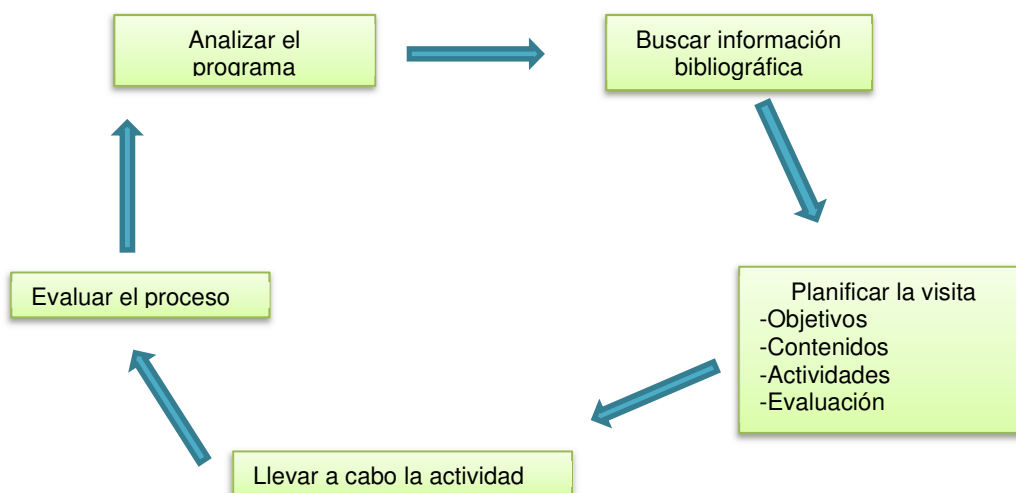 Analizar el
programa
Buscar información
bibliográfica
Planificar la visita
-Objetivos
-Contenidos
-Actividades
-Evaluación
Llevar a cabo la actividad
Evaluar el proceso